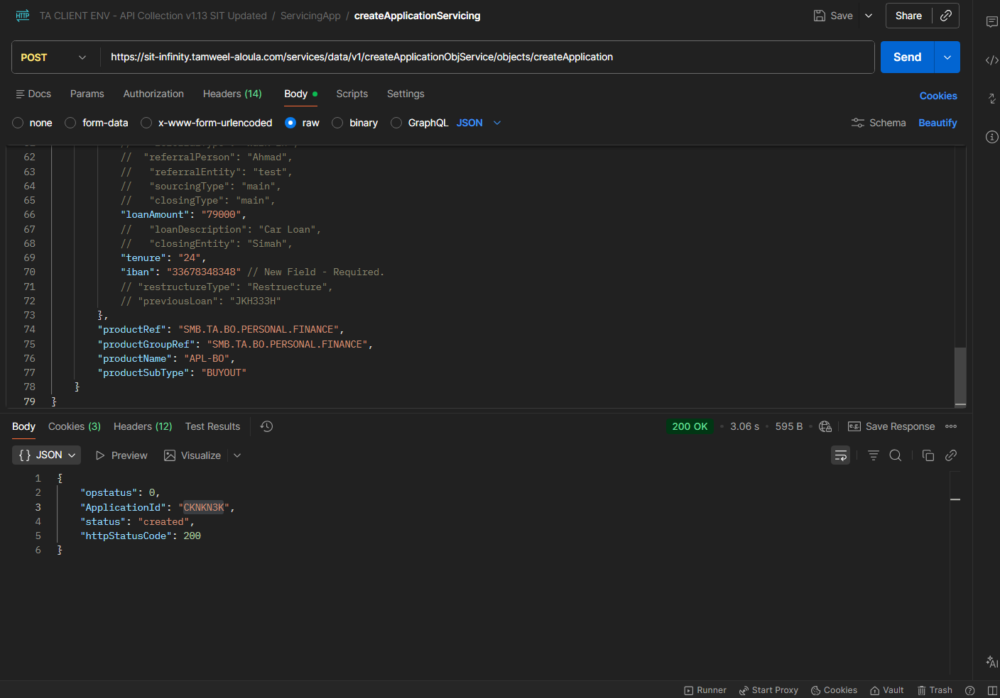 HTTP TA CLIENT ENV - API Collection v1.13 SIT Updated / ServicingApp / createApplicationServicing Save Share
POST https://sit-infinity.tamweel-aloula.com/services/data/v1/createApplicationObjService/objects/createApplication Send
Docs Params Authorization Headers (14) Body Scripts Settings Cookies
none form-data x-www-form-urlencoded raw binary GraphQL JSON Schema Beautify
62 // "referralPerson": "Ahmad",
63 // "referralEntity": "test",
64 // "sourcingType": "main",
65 // "closingType": "main",
66 "loanAmount": "79000",
67 // "loanDescription": "Car Loan",
68 // "closingEntity": "Simah",
69 "tenure": "24",
70 "iban": "33678348348" // New Field - Required.
71 // "restructureType": "Restruecture",
72 // "previousLoan": "JKH333H"
73 },
74 "productRef": "SMB.TA.BO.PERSONAL.FINANCE",
75 "productGroupRef": "SMB.TA.BO.PERSONAL.FINANCE",
76 "productName": "APL-BO",
77 "productSubType": "BUYOUT"
78 }
79 }
Body Cookies (3) Headers (12) Test Results 200 OK • 3.06 s • 595 B • e.g. Save Response
{} JSON Preview Visualize
1 {
2 "opstatus": 0,
3 "ApplicationId": "CKNKN3K",
4 "status": "created",
5 "httpStatusCode": 200
6 }
AI
Runner Start Proxy Cookies Vault Trash